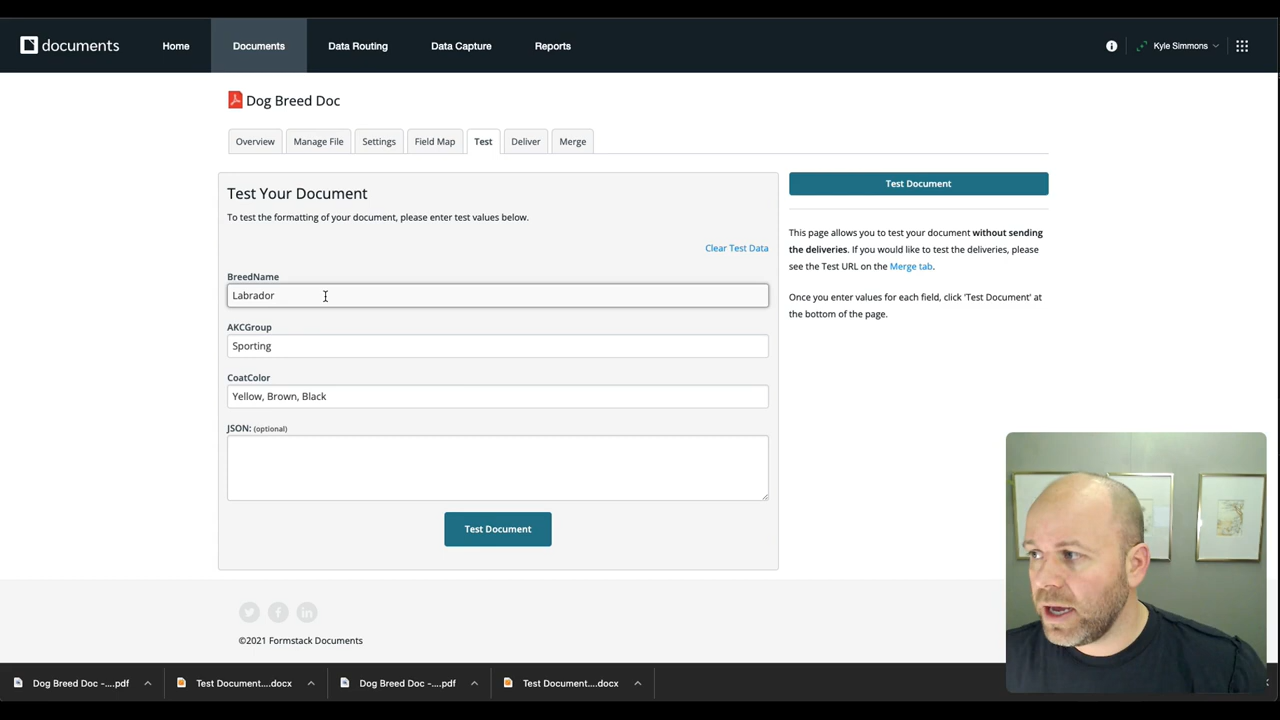 documents
Home
Documents
Data Routing
Data Capture
Reports
Kyle Simmons
Dog Breed Doc
Overview
Manage File
Settings
Field Map
Test
Deliver
Merge
Test Your Document
To test the formatting of your document, please enter test values below.
Clear Test Data
BreedName
Labrador
AKCGroup
Sporting
CoatColor
Yellow, Brown, Black
JSON: (optional)
Test Document
Test Document
This page allows you to test your document without sending
the deliveries. If you would like to test the deliveries, please
see the Test URL on the Merge tab.
Once you enter values for each field, click 'Test Document' at
the bottom of the page.
©2021 Formstack Documents
Dog Breed Doc -....pdf
Test Document....docx
Dog Breed Doc -....pdf
Test Document....docx